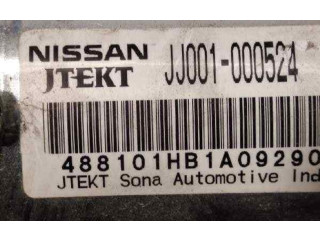 NISSAN JJ001-000524
JTEKT
488101HB1A09290
JTEKT Sona Automotive Ind